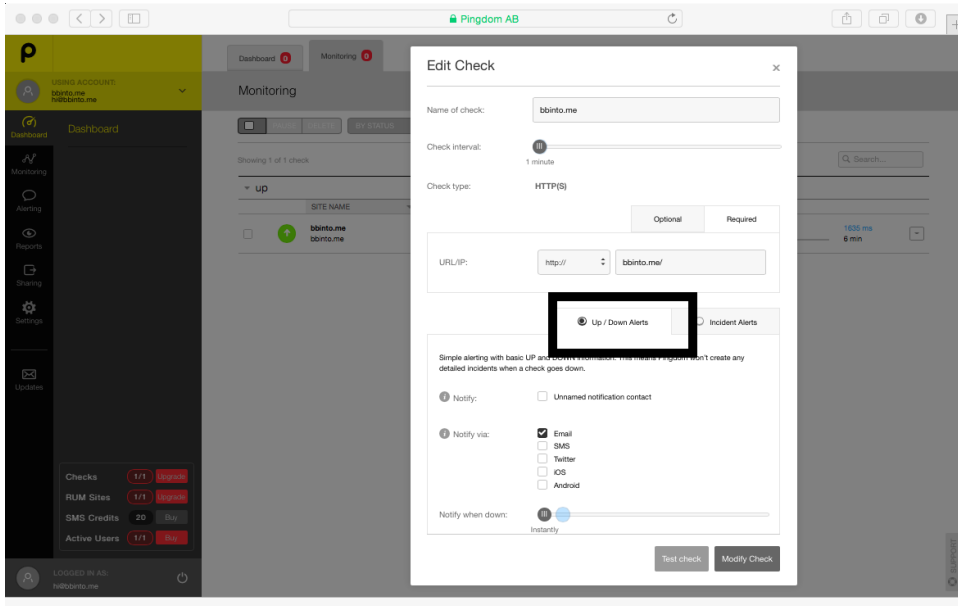 Pingdom AB
Dashboard 0
Monitoring 0
USING ACCOUNT:
bbinto.me
hi@bbinto.me
Dashboard
Monitoring
Alerting
Reports
Sharing
Settings
Updates
Dashboard
Checks 1/1 Upgrade
RUM Sites 1/1 Upgrade
SMS Credits 20 Buy
Active Users 1/1 Buy
LOGGED IN AS:
hi@bbinto.me
Monitoring
PAUSE DELETE BY STATUS
Showing 1 of 1 check
Search...
up
SITE NAME
bbinto.me
bbinto.me
1635 ms
6 min
Edit Check
Name of check: bbinto.me
Check interval:
1 minute
Check type: HTTP(S)
Optional Required
URL/IP: http:// bbinto.me/
Up / Down Alerts Incident Alerts
Simple alerting with basic UP and DOWN information. This means Pingdom won't create any
detailed incidents when a check goes down.
Notify: Unnamed notification contact
Notify via: Email
SMS
Twitter
iOS
Android
Notify when down:
Instantly
Test check Modify Check
SUPPORT